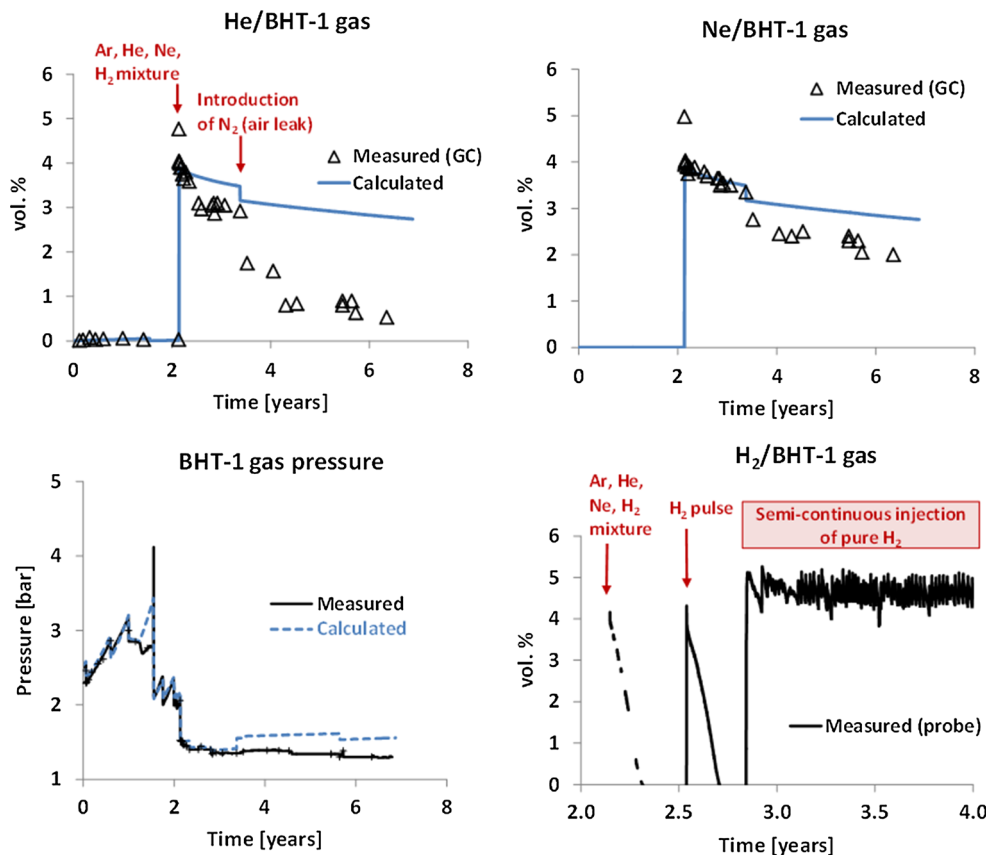 He/BHT-1 gas
Ar, He, Ne,
H2 mixture
Introduction
of N2 (air leak)
Measured (GC)
Calculated
vol. %
6
5
4
3
2
1
0
0
2
4
6
8
Time [years]
Ne/BHT-1 gas
Measured (GC)
Calculated
vol. %
6
5
4
3
2
1
0
0
2
4
6
8
Time [years]
BHT-1 gas pressure
Measured
Calculated
Pressure [bar]
5
4
3
2
1
0
2
4
6
8
Time [years]
H2/BHT-1 gas
Ar, He,
Ne, H2
mixture
H2 pulse
Semi-continuous injection
of pure H2
Measured (probe)
vol. %
6
5
4
3
2
1
0
2.0
2.5
3.0
3.5
4.0
Time [years]